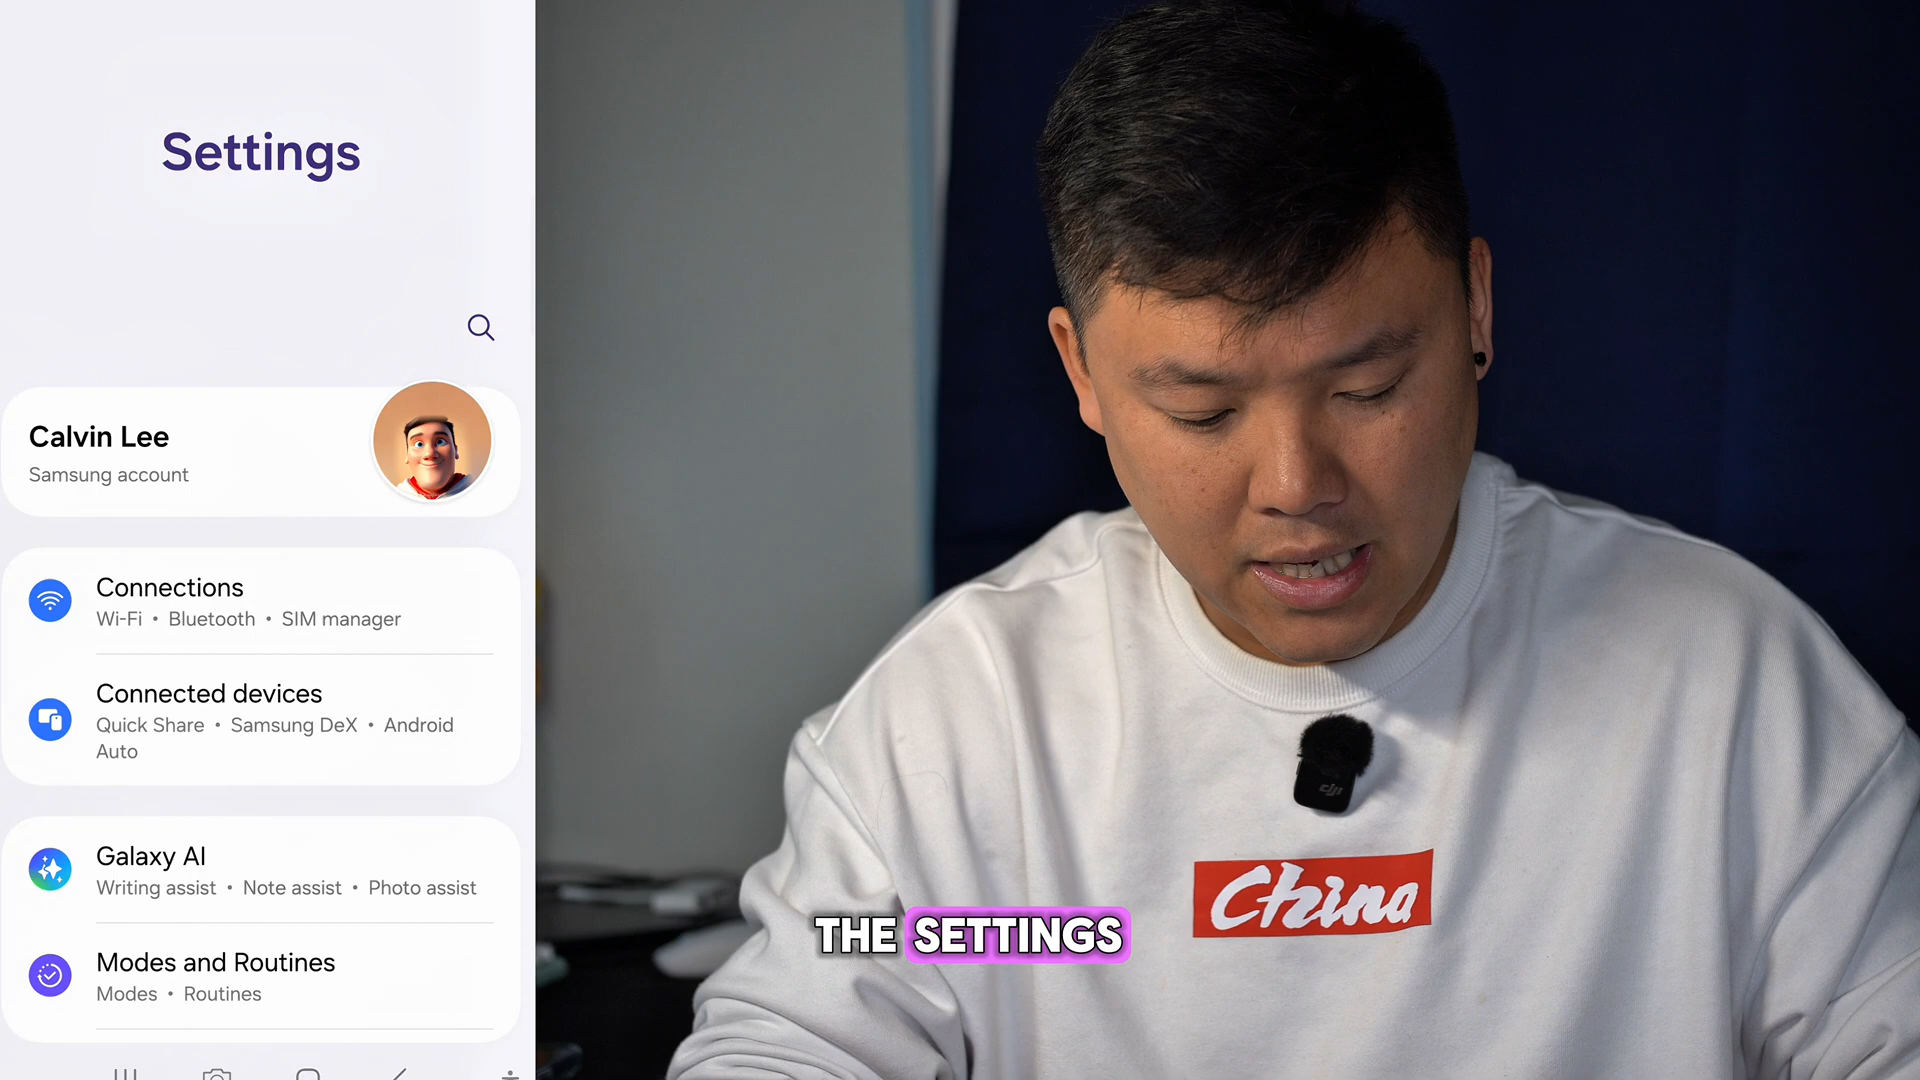 Settings
Calvin Lee
Samsung account
Connections
Wi-Fi • Bluetooth • SIM manager
Connected devices
Quick Share • Samsung DeX • Android
Auto
Galaxy AI
Writing assist • Note assist • Photo assist
Modes and Routines
Modes • Routines
dji
China
THE SETTINGS